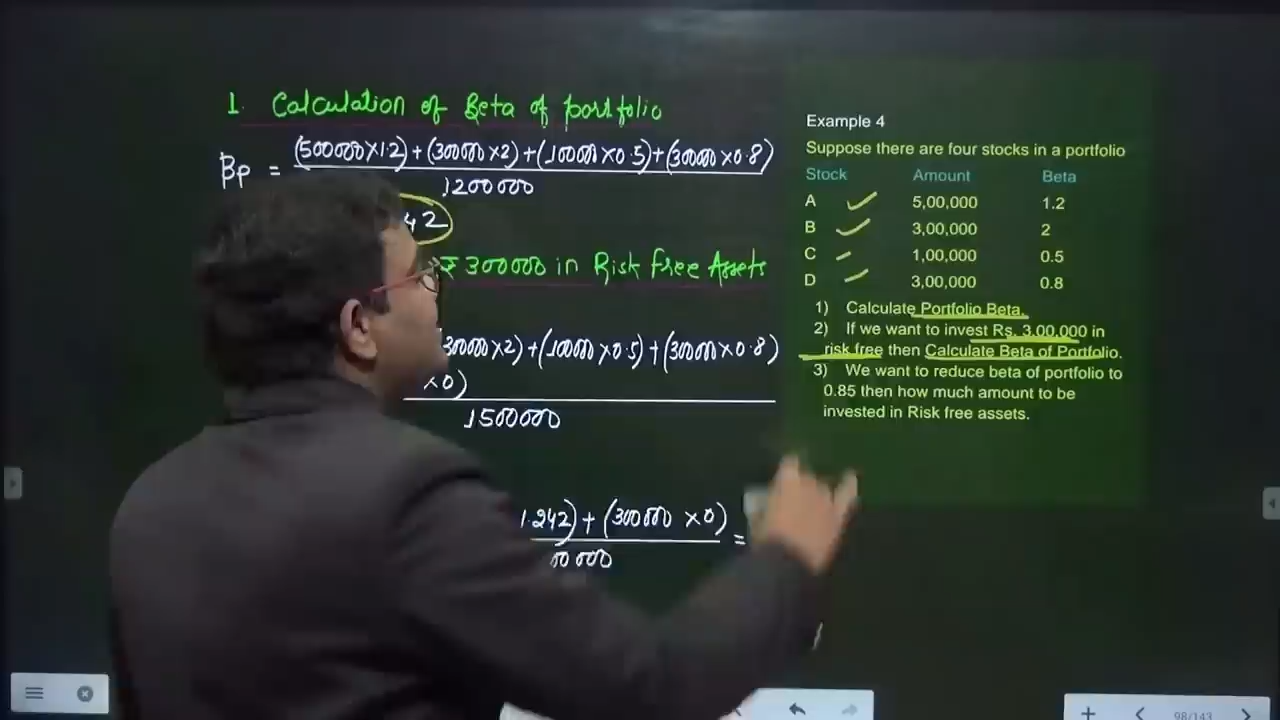 1. Calculation of Beta of portfolio
Bp = (500000×1.2)+(300000×2)+(100000×0.5)+(300000×0.8)
1200000
42
₹300000 in Risk free Assets
300000×2)+(100000×0.5)+(300000×0.8)
×0)
1500000
1.242)+(300000 ×0) =
00000
Example 4
Suppose there are four stocks in a portfolio
Stock Amount Beta
A 5,00,000 1.2
B 3,00,000 2
C 1,00,000 0.5
D 3,00,000 0.8
1) Calculate Portfolio Beta.
2) If we want to invest Rs. 3,00,000 in
risk free then Calculate Beta of Portfolio.
3) We want to reduce beta of portfolio to
0.85 then how much amount to be
invested in Risk free assets.
98/143